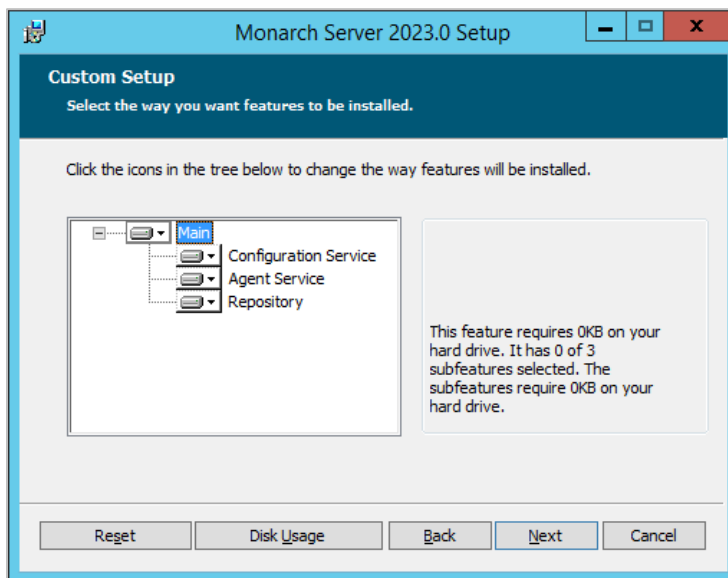 Monarch Server 2023.0 Setup
Custom Setup
Select the way you want features to be installed.
Click the icons in the tree below to change the way features will be installed.
Main
Configuration Service
Agent Service
Repository
This feature requires 0KB on your
hard drive. It has 0 of 3
subfeatures selected. The
subfeatures require 0KB on your
hard drive.
Reset
Disk Usage
Back
Next
Cancel